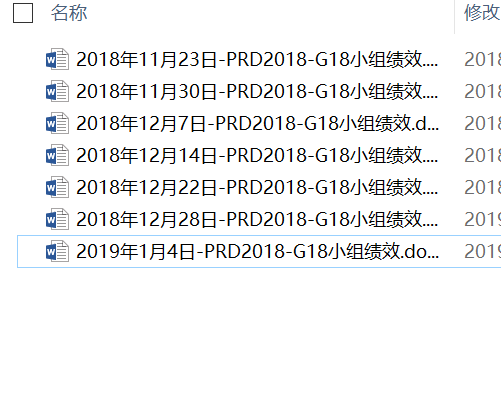 名称 修改
2018年11月23日-PRD2018-G18小组绩效.... 2018
2018年11月30日-PRD2018-G18小组绩效.... 2018
2018年12月7日-PRD2018-G18小组绩效.d... 2018
2018年12月14日-PRD2018-G18小组绩效.... 2018
2018年12月22日-PRD2018-G18小组绩效.... 2018
2018年12月28日-PRD2018-G18小组绩效.... 2019
2019年1月4日-PRD2018-G18小组绩效.do... 2019